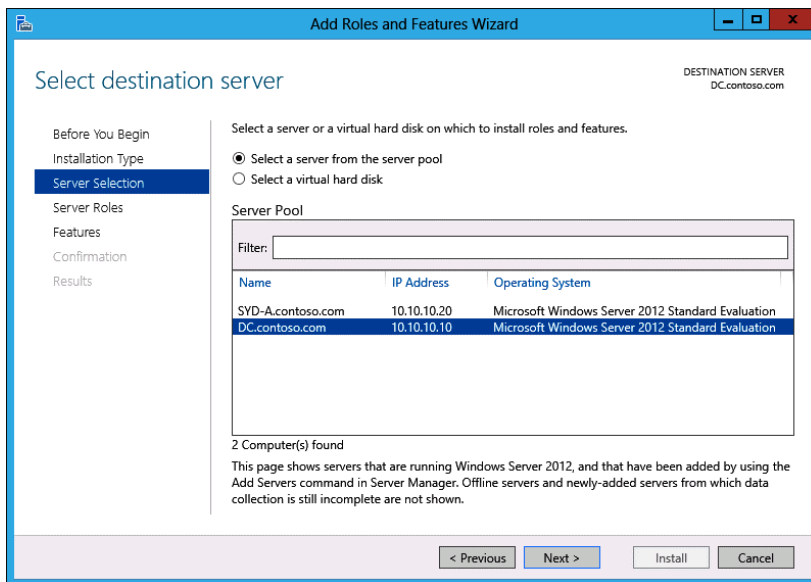 Add Roles and Features Wizard
Select destination server
DESTINATION SERVER
DC.contoso.com
Before You Begin
Installation Type
Server Selection
Server Roles
Features
Confirmation
Results
Select a server or a virtual hard disk on which to install roles and features.
Select a server from the server pool
Select a virtual hard disk
Server Pool
Filter:
Name IP Address Operating System
SYD-A.contoso.com 10.10.10.20 Microsoft Windows Server 2012 Standard Evaluation
DC.contoso.com 10.10.10.10 Microsoft Windows Server 2012 Standard Evaluation
2 Computer(s) found
This page shows servers that are running Windows Server 2012, and that have been added by using the
Add Servers command in Server Manager. Offline servers and newly-added servers from which data
collection is still incomplete are not shown.
< Previous Next > Install Cancel